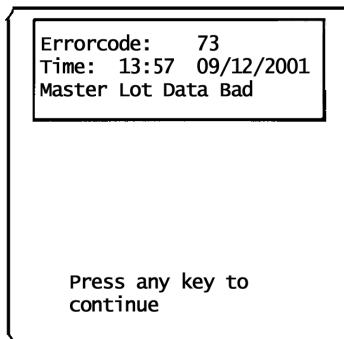 Errorcode: 73
Time: 13:57 09/12/2001
Master Lot Data Bad
Press any key to
continue